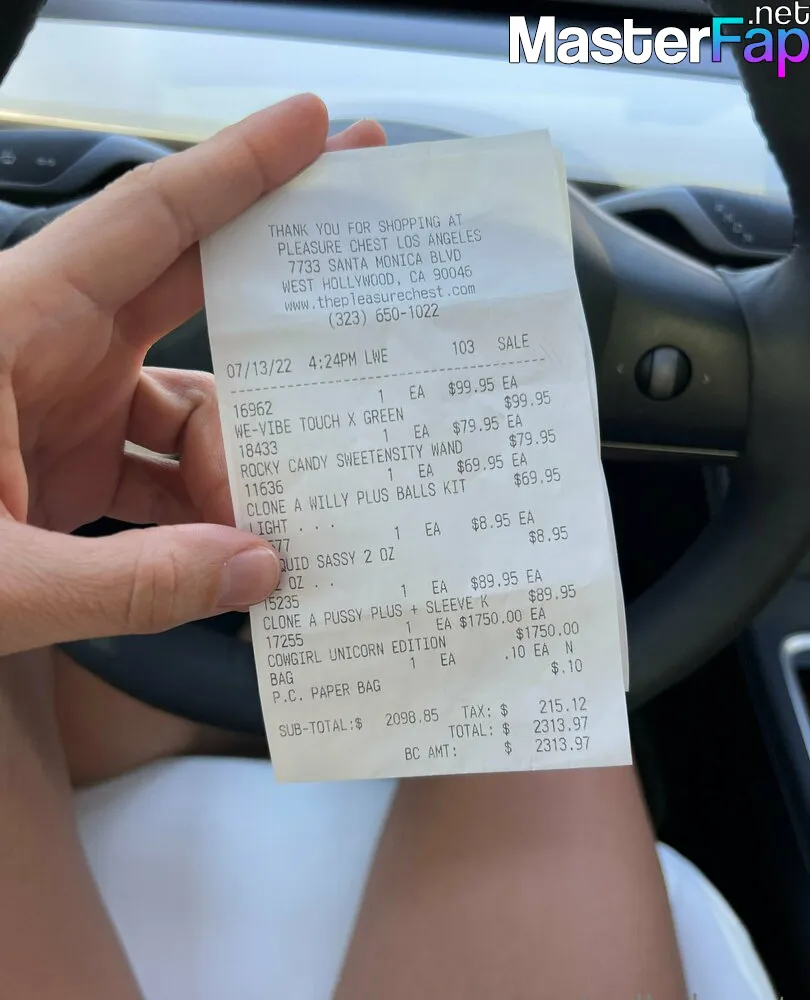 .net
MasterFap
THANK YOU FOR SHOPPING AT
PLEASURE CHEST LOS ANGELES
7733 SANTA MONICA BLVD
WEST HOLLYWOOD, CA 90046
www.thepleasurechest.com
(323) 650-1022
07/13/22 4:24PM LWE 103 SALE
16962 1 EA $99.95 EA
WE-VIBE TOUCH X GREEN $99.95
18433 1 EA $79.95 EA
ROCKY CANDY SWEETENSITY WAND $79.95
11636 1 EA $69.95 EA
CLONE A WILLY PLUS BALLS KIT $69.95
LIGHT . . .
577 1 EA $8.95 EA
QUID SASSY 2 OZ $8.95
OZ . .
15235 1 EA $89.95 EA
CLONE A PUSSY PLUS + SLEEVE K $89.95
17255 1 EA $1750.00 EA
COWGIRL UNICORN EDITION $1750.00
BAG 1 EA .10 EA N
P.C. PAPER BAG $.10
SUB-TOTAL:$ 2098.85 TAX: $ 215.12
TOTAL: $ 2313.97
BC AMT: $ 2313.97